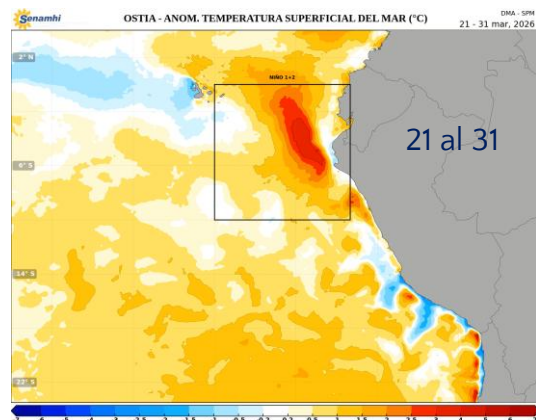 Senamhi
OSTIA - ANOM. TEMPERATURA SUPERFICIAL DEL MAR (°C)
DMA - SPM
21 - 31 mar, 2026
2° N
NIÑO 1+2
21 al 31
6° S
14° S
22° S